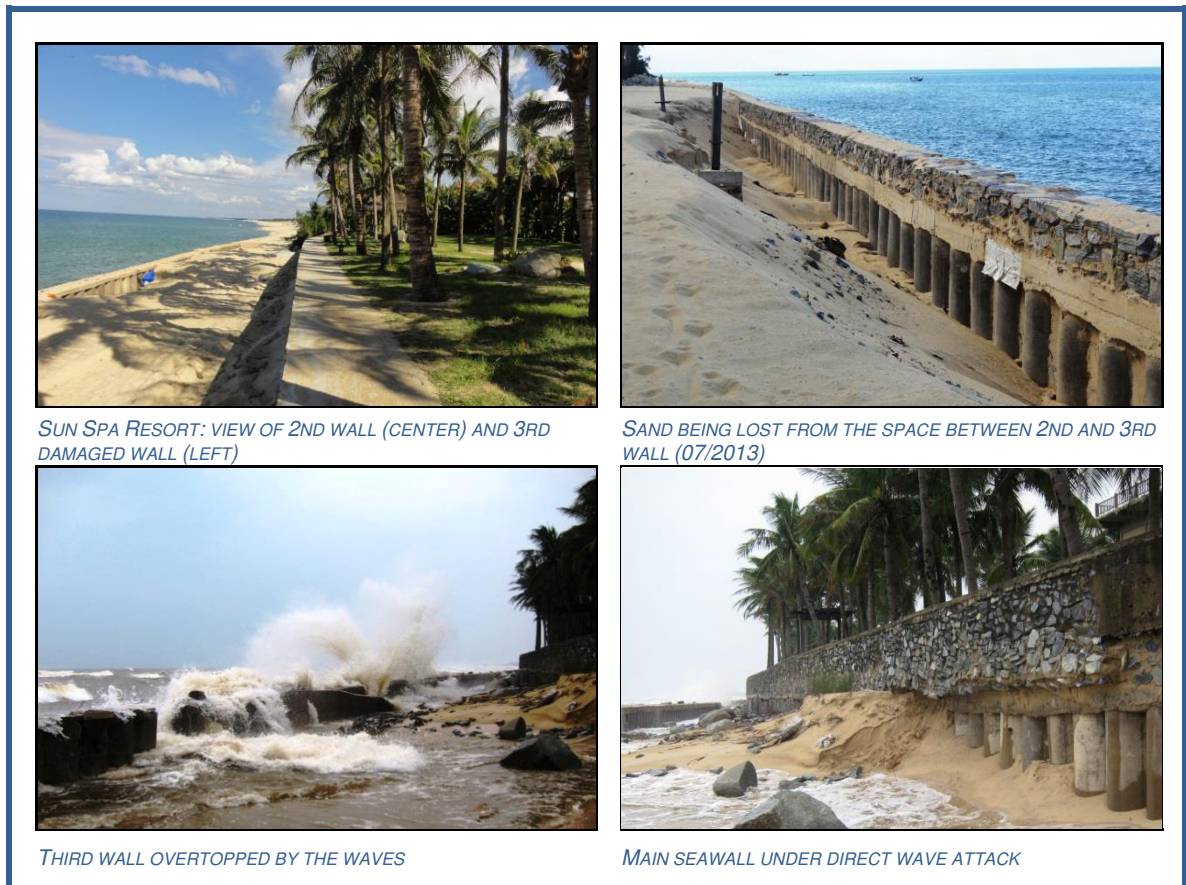 SUN SPA RESORT: VIEW OF 2ND WALL (CENTER) AND 3RD
DAMAGED WALL (LEFT)
SAND BEING LOST FROM THE SPACE BETWEEN 2ND AND 3RD
WALL (07/2013)
THIRD WALL OVERTOPPED BY THE WAVES
MAIN SEAWALL UNDER DIRECT WAVE ATTACK